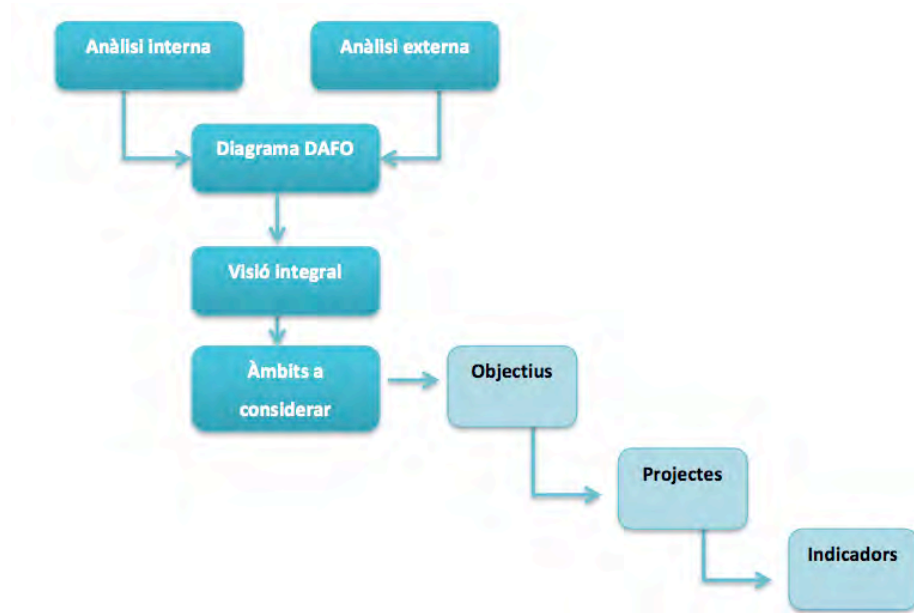 Anàlisi interna
Anàlisi externa
Diagrama DAFO
Visió integral
Àmbits a
considerar
Objectius
Projectes
Indicadors